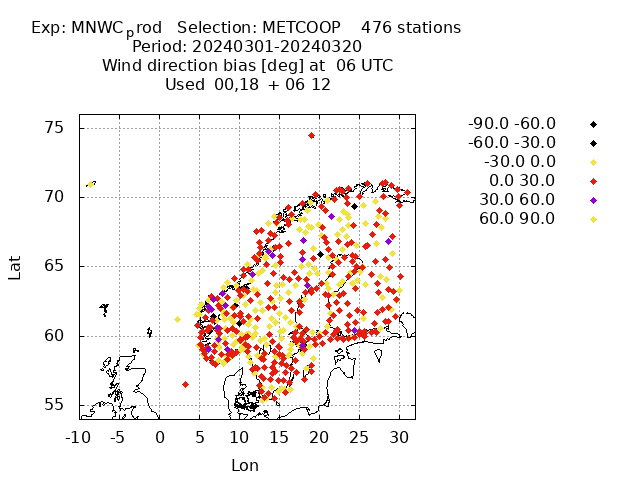 Exp: MNWCprod   Selection: METCOOP    476 stations
Period: 20240301-20240320
Wind direction bias [deg] at  06 UTC
Used  00,18  + 06 12
-90.0 -60.0
-60.0 -30.0
-30.0 0.0
0.0 30.0
30.0 60.0
60.0 90.0
75
70
65
60
55
Lat
-10 -5 0 5 10 15 20 25 30
Lon